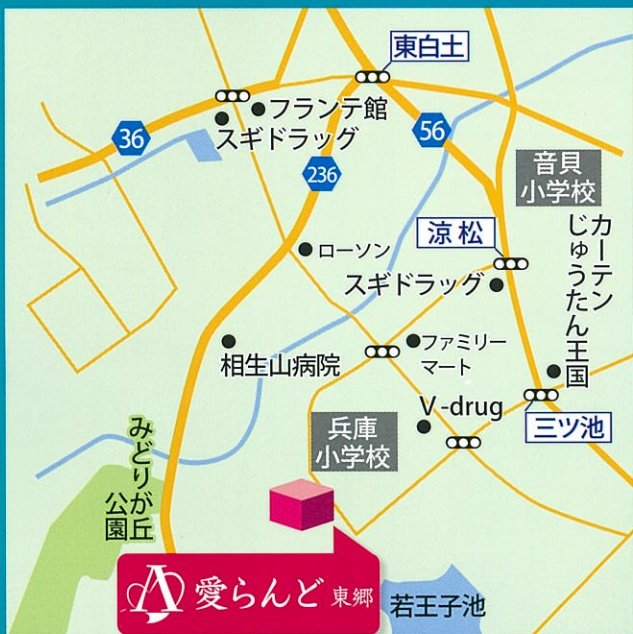 東白土
フランテ館
スギドラッグ
36
56
236
音貝
小学校
涼松
ローソン
スギドラッグ
カーテン
じゅうたん王国
ファミリー
マート
相生山病院
V-drug
三ツ池
兵庫
小学校
みどりが丘
公園
愛らんど 東郷
若王子池